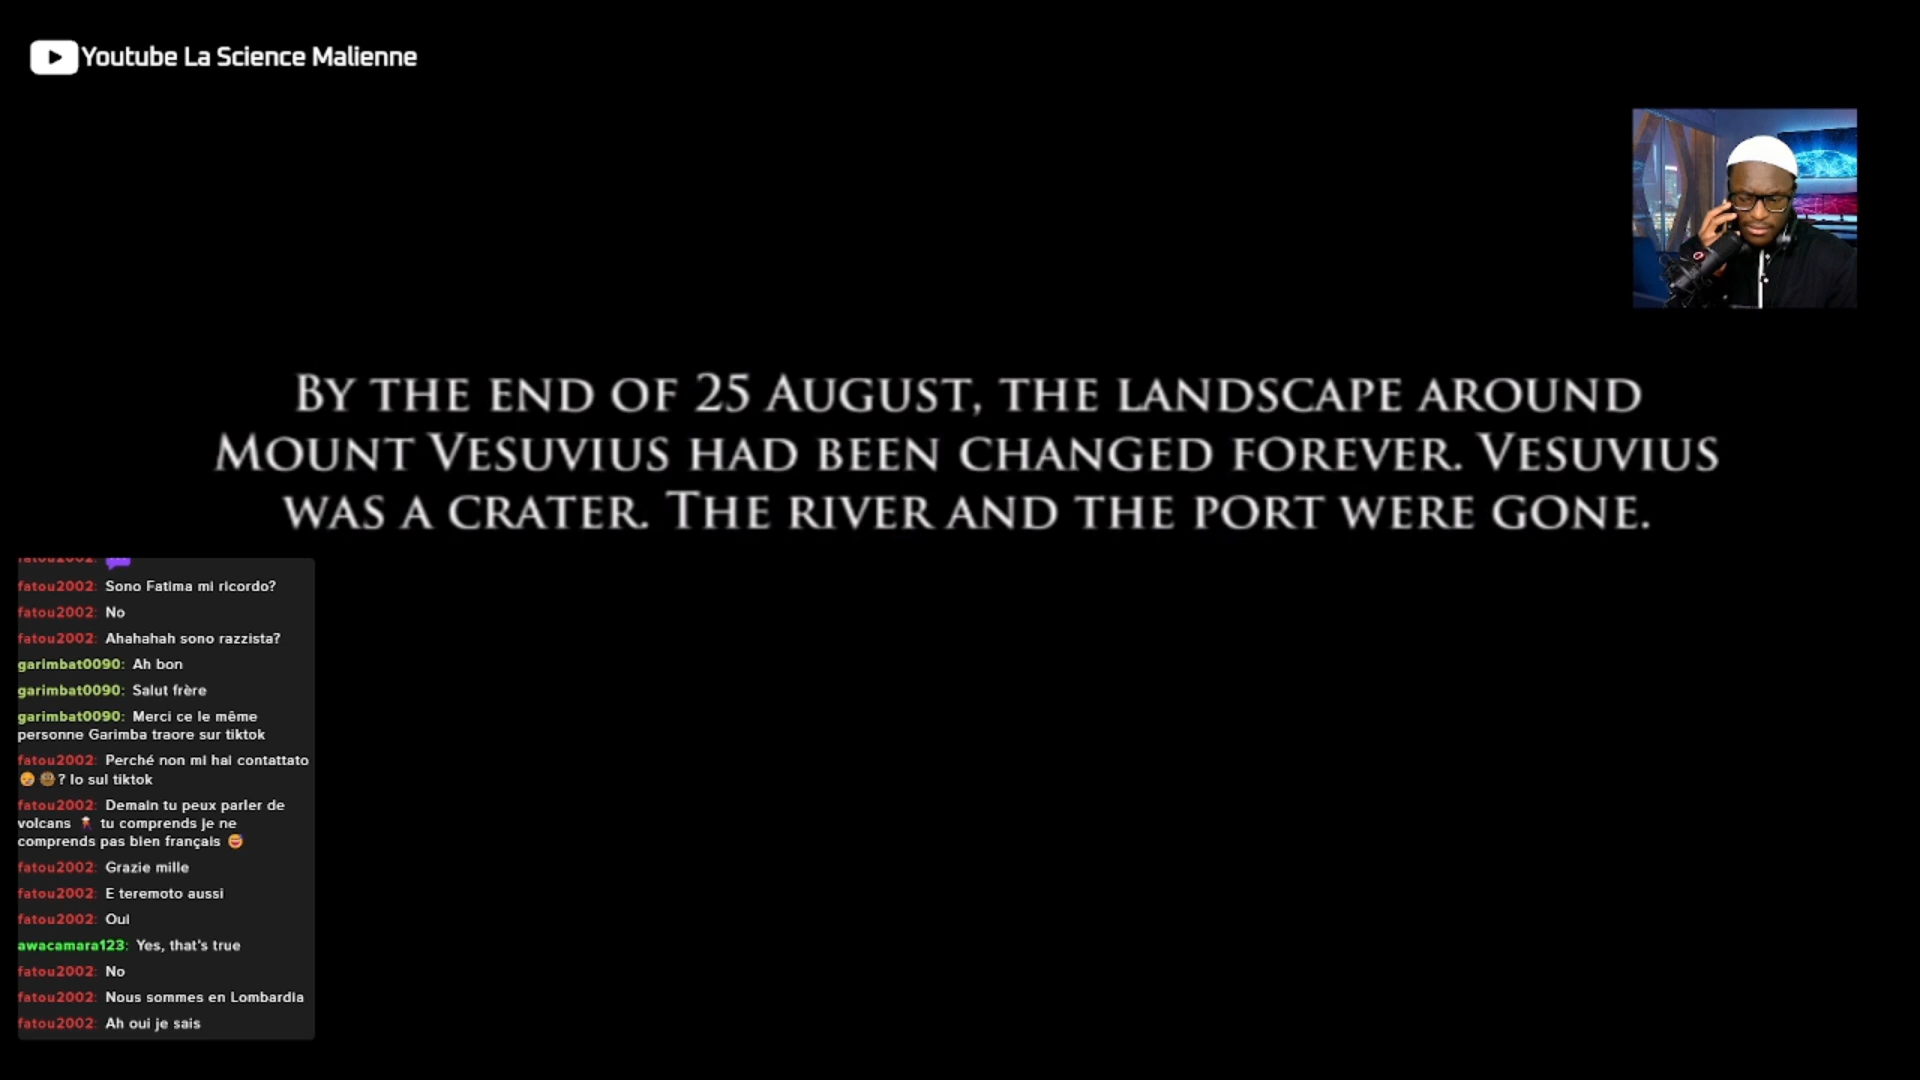 Youtube La Science Malienne
By the end of 25 August, the landscape around
Mount Vesuvius had been changed forever. Vesuvius
was a crater. The river and the port were gone.
fatou2002:
fatou2002: Sono Fatima mi ricordo?
fatou2002: No
fatou2002: Ahahahah sono razzista?
garimbat0090: Ah bon
garimbat0090: Salut frère
garimbat0090: Merci ce le même
personne Garimba traore sur tiktok
fatou2002: Perché non mi hai contattato
? Io sul tiktok
fatou2002: Demain tu peux parler de
volcans tu comprends je ne
comprends pas bien français
fatou2002: Grazie mille
fatou2002: E teremoto aussi
fatou2002: Oui
awacamara123: Yes, that's true
fatou2002: No
fatou2002: Nous sommes en Lombardia
fatou2002: Ah oui je sais